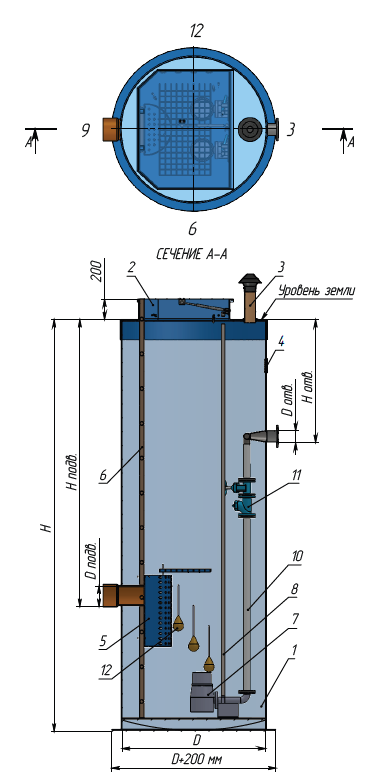 12
9
3
А
А
6
СЕЧЕНИЕ А-А
200
2
3
Уровень земли
4
D отв.
H отв.
6
H подв.
11
H
D подв.
10
5
8
12
7
1
D
D+200 мм